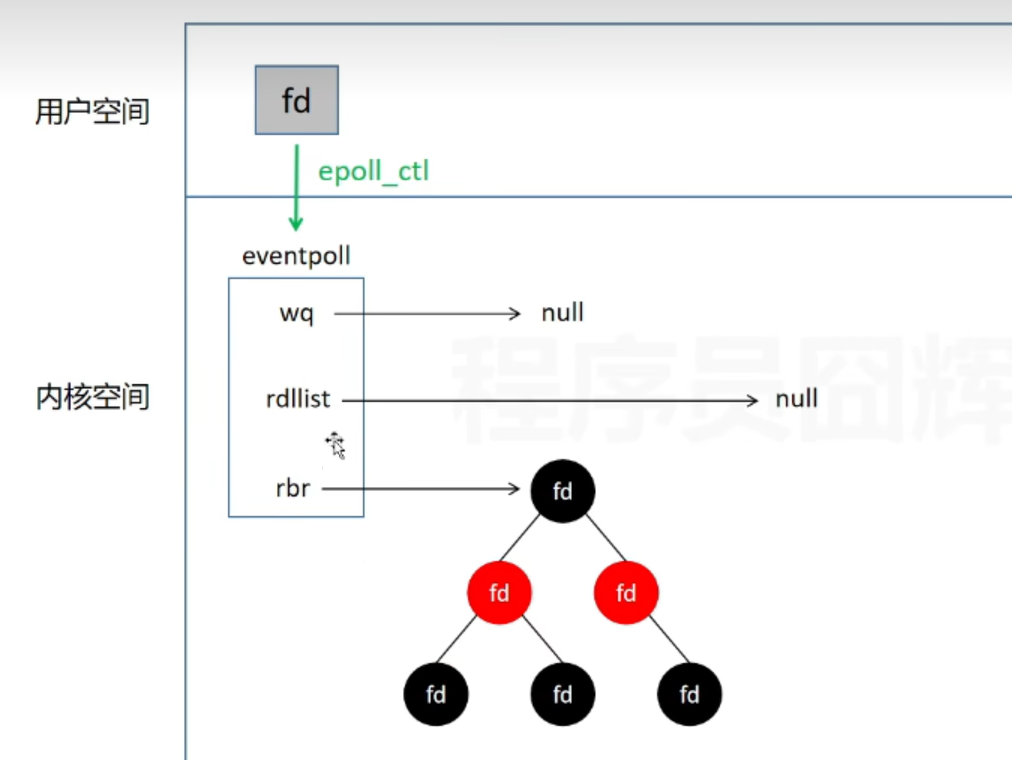 用户空间
fd
epoll_ctl
eventpoll
wq
null
内核空间
rdllist
null
rbr
fd
fd
fd
fd
fd
fd
程序员囧辉